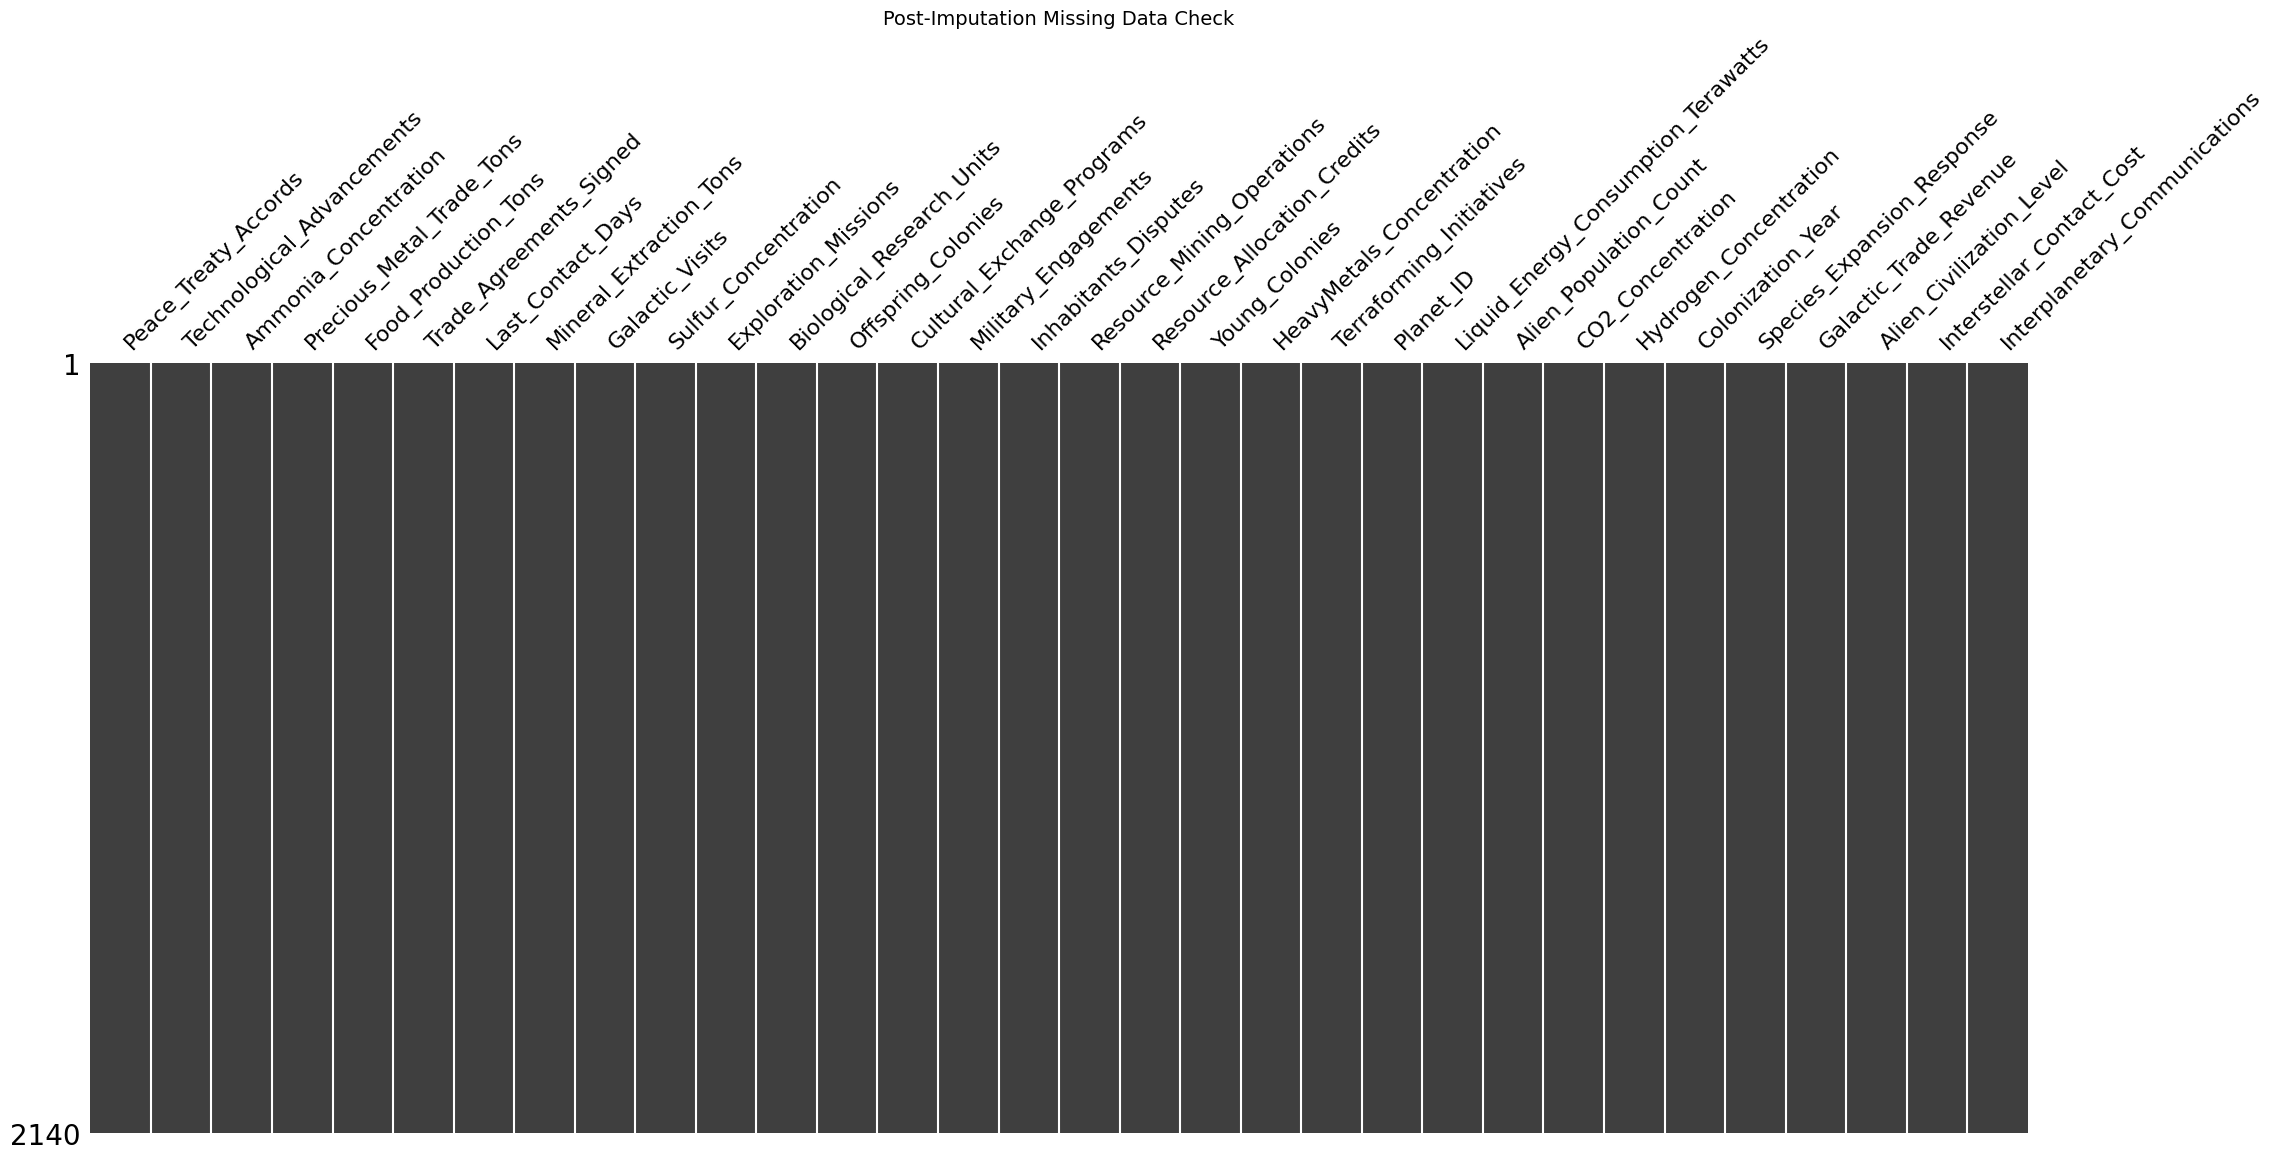 Post-Imputation Missing Data Check
Peace_Treaty_Accords
Technological_Advancements
Ammonia_Concentration
Precious_Metal_Trade_Tons
Food_Production_Tons
Trade_Agreements_Signed
Last_Contact_Days
Mineral_Extraction_Tons
Galactic_Visits
Sulfur_Concentration
Exploration_Missions
Biological_Research_Units
Offspring_Colonies
Cultural_Exchange_Programs
Military_Engagements
Inhabitants_Disputes
Resource_Mining_Operations
Resource_Allocation_Credits
Young_Colonies
HeavyMetals_Concentration
Terraforming_Initiatives
Planet_ID
Liquid_Energy_Consumption_Terawatts
Alien_Population_Count
CO2_Concentration
Hydrogen_Concentration
Colonization_Year
Species_Expansion_Response
Galactic_Trade_Revenue
Alien_Civilization_Level
Interstellar_Contact_Cost
Interplanetary_Communications
1
2140